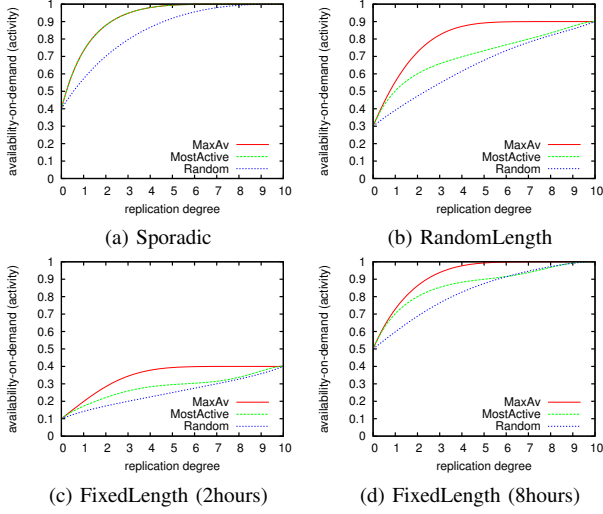 availability-on-demand (activity)
1
0.9
0.8
0.7
0.6
0.5
0.4
0.3
0.2
0.1
0
MaxAv
MostActive
Random
0 1 2 3 4 5 6 7 8 9 10
replication degree
(a) Sporadic
availability-on-demand (activity)
1
0.9
0.8
0.7
0.6
0.5
0.4
0.3
0.2
0.1
0
MaxAv
MostActive
Random
0 1 2 3 4 5 6 7 8 9 10
replication degree
(b) RandomLength
availability-on-demand (activity)
1
0.9
0.8
0.7
0.6
0.5
0.4
0.3
0.2
0.1
0
MaxAv
MostActive
Random
0 1 2 3 4 5 6 7 8 9 10
replication degree
(c) FixedLength (2hours)
availability-on-demand (activity)
1
0.9
0.8
0.7
0.6
0.5
0.4
0.3
0.2
0.1
0
MaxAv
MostActive
Random
0 1 2 3 4 5 6 7 8 9 10
replication degree
(d) FixedLength (8hours)